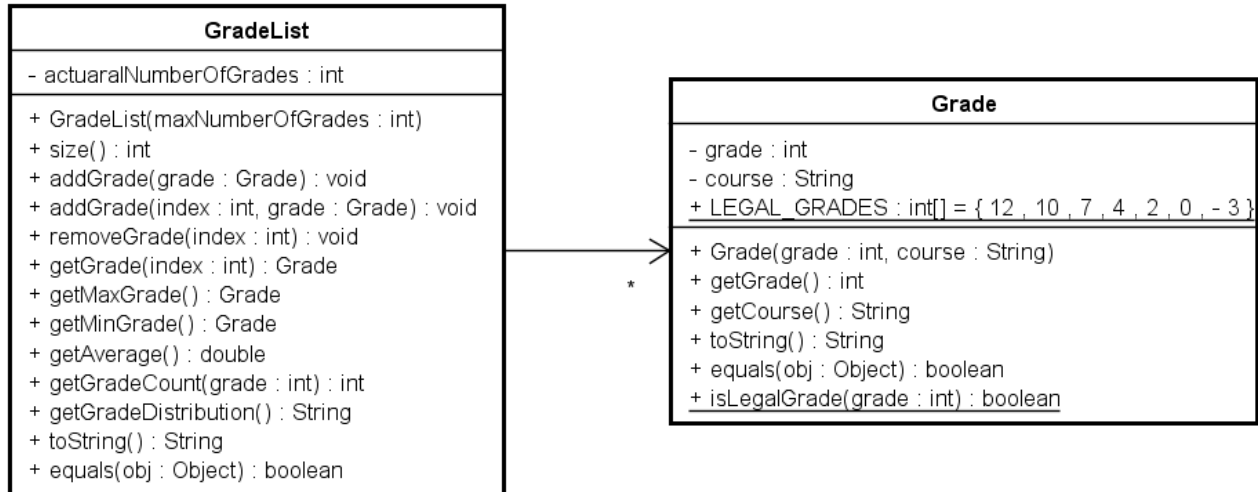 GradeList
- actuaralNumberOfGrades : int
+ GradeList(maxNumberOfGrades : int)
+ size() : int
+ addGrade(grade : Grade) : void
+ addGrade(index : int, grade : Grade) : void
+ removeGrade(index : int) : void
+ getGrade(index : int) : Grade
+ getMaxGrade() : Grade
+ getMinGrade() : Grade
+ getAverage() : double
+ getGradeCount(grade : int) : int
+ getGradeDistribution() : String
+ toString() : String
+ equals(obj : Object) : boolean
*
Grade
- grade : int
- course : String
+ LEGAL_GRADES : int[] = { 12 , 10 , 7 , 4 , 2 , 0 , - 3 }
+ Grade(grade : int, course : String)
+ getGrade() : int
+ getCourse() : String
+ toString() : String
+ equals(obj : Object) : boolean
+ isLegalGrade(grade : int) : boolean